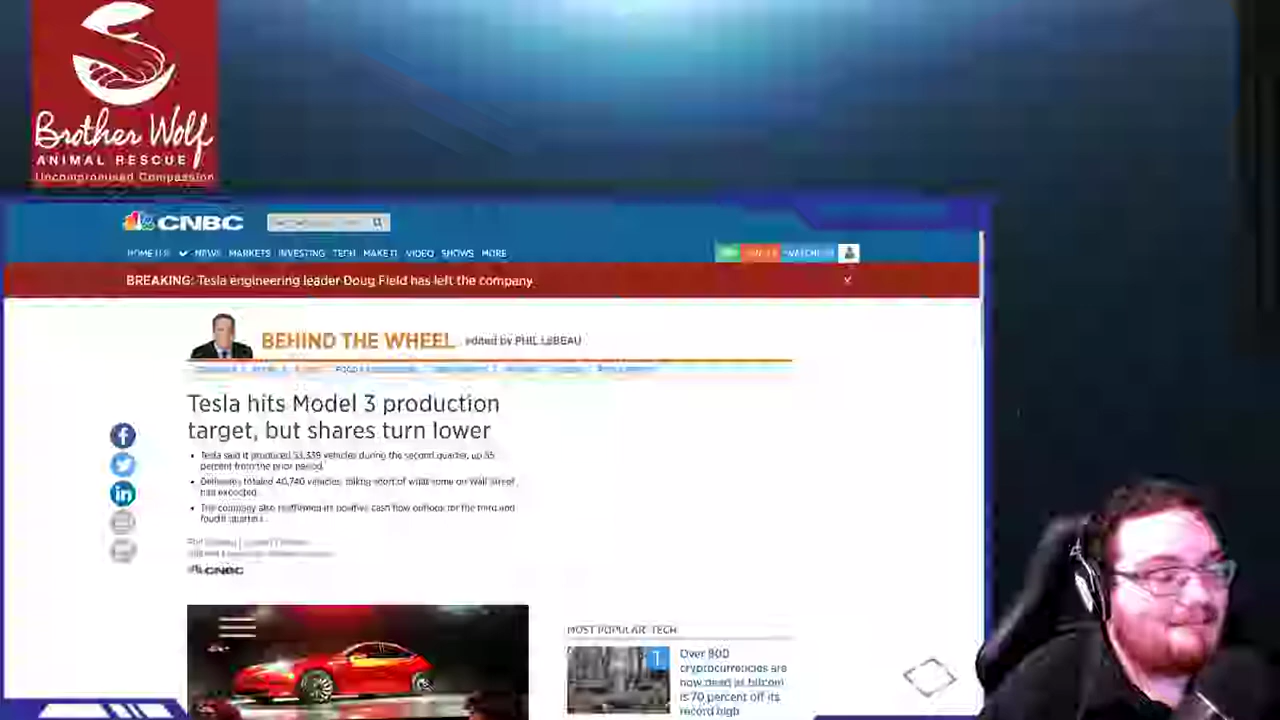 Brother Wolf
ANIMAL RESCUE
Uncompromised Compassion
CNBC
HOME U.S. NEWS MARKETS INVESTING TECH MAKE IT VIDEO SHOWS MORE
WATCHLIST
BREAKING: Tesla engineering leader Doug Field has left the company
BEHIND THE WHEEL edited by PHIL LEBEAU
Tesla hits Model 3 production
target, but shares turn lower
Tesla said it produced 53,339 vehicles during the second quarter, up 55
percent from the prior period.
Deliveries totaled 40,740 vehicles, falling short of what some on Wall Street
had expected.
The company also reaffirmed its positive cash flow for the third and
fourth quarters.
CNBC
MOST POPULAR TECH
1
Over 800
cryptocurrencies are
now dead as bitcoin
is 70 percent off its
record high